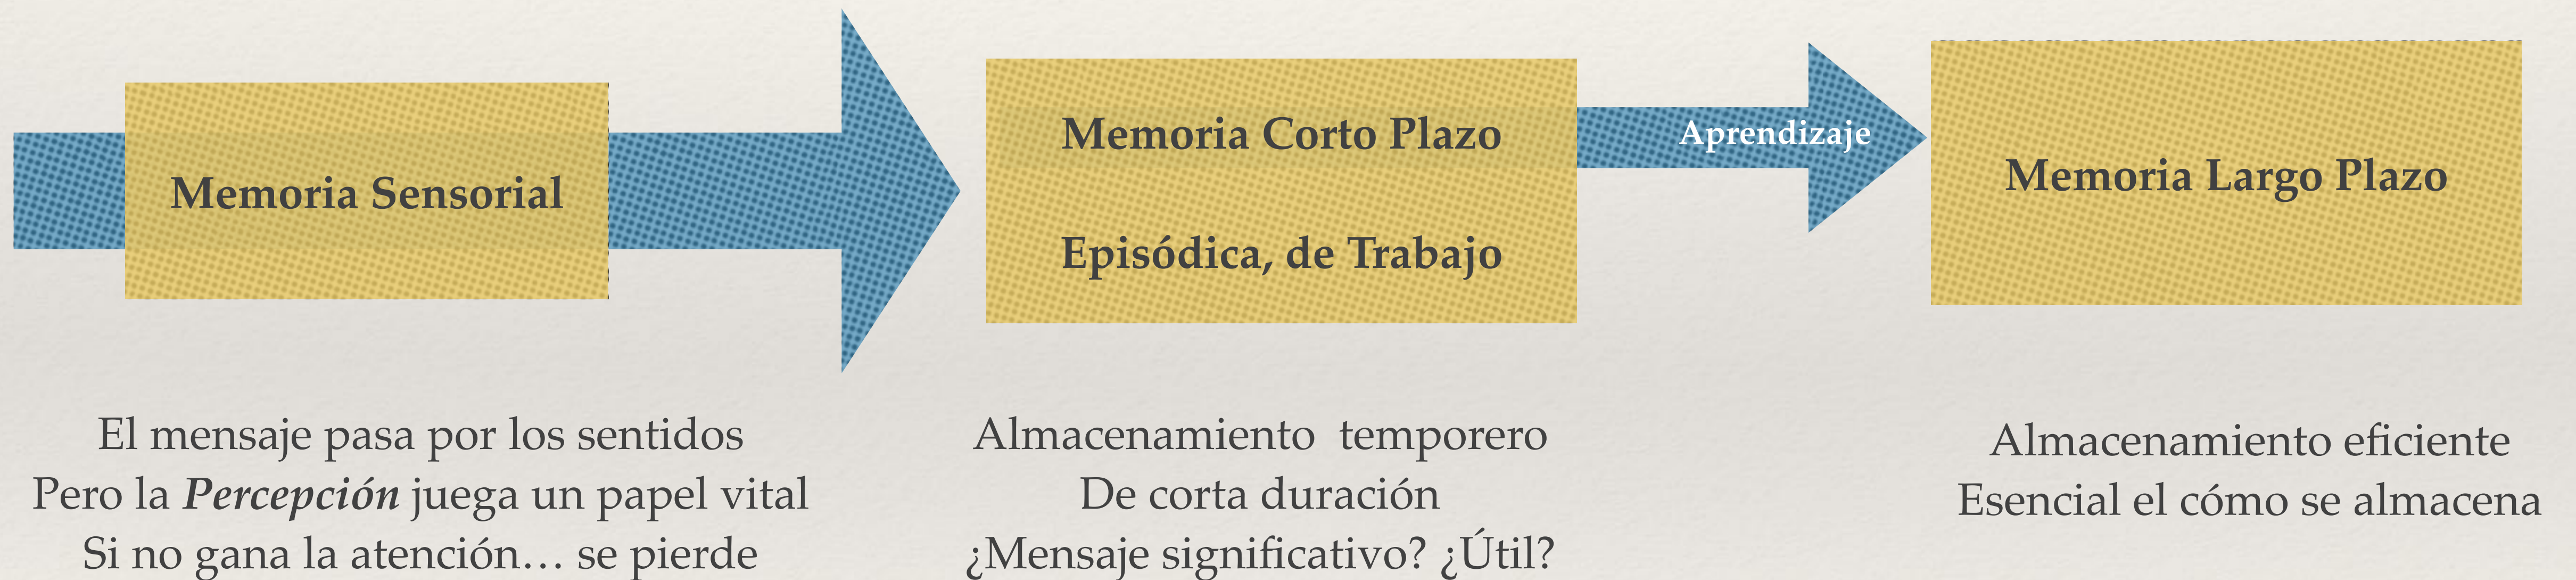 Memoria Sensorial
Memoria Corto Plazo
Episódica, de Trabajo
Aprendizaje
Memoria Largo Plazo
El mensaje pasa por los sentidos
Pero la Percepción juega un papel vital
Si no gana la atención… se pierde
Almacenamiento  temporero
De corta duración
¿Mensaje significativo? ¿Útil?
Almacenamiento eficiente
Esencial el cómo se almacena